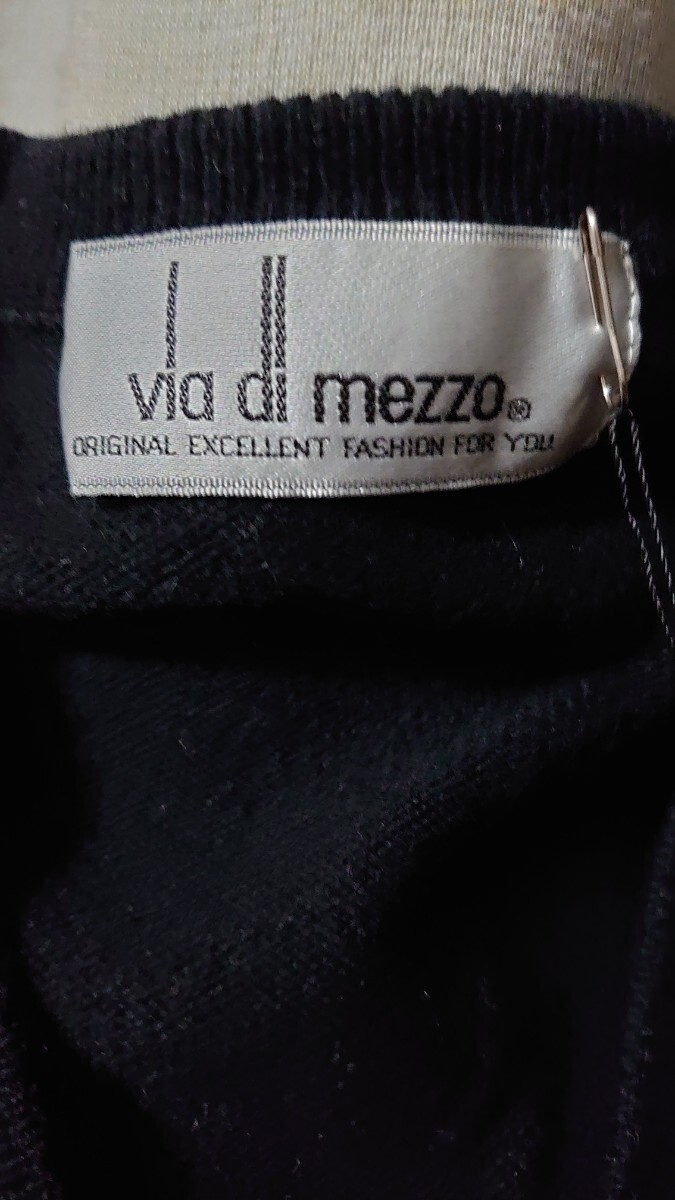 via di mezzo®
ORIGINAL EXCELLENT FASHION FOR YOU